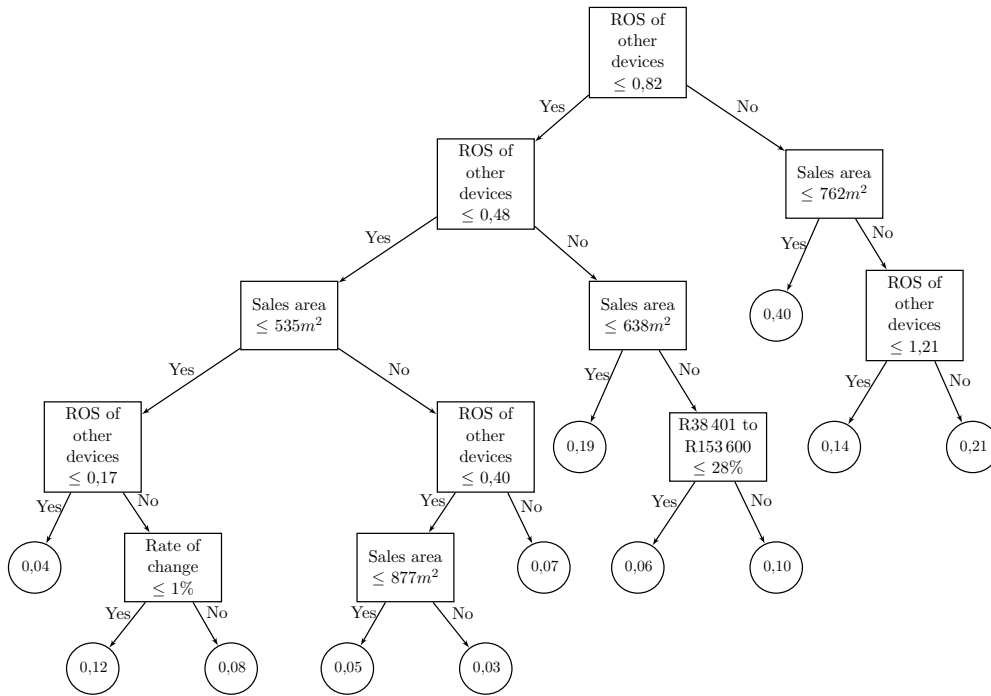 ROS of
other
devices
≤ 0,82
Yes
No
ROS of
other
devices
≤ 0,48
Sales area
≤ 762m²
Yes
No
Yes
No
Sales area
≤ 535m²
Sales area
≤ 638m²
0,40
ROS of
other
devices
≤ 1,21
Yes
No
Yes
No
Yes
No
ROS of
other
devices
≤ 0,17
ROS of
other
devices
≤ 0,40
0,19
R38 401 to
R153 600
≤ 28%
0,14
0,21
Yes
No
Yes
No
Yes
No
0,04
Rate of
change
≤ 1%
Sales area
≤ 877m²
0,07
0,06
0,10
Yes
No
Yes
No
0,12
0,08
0,05
0,03